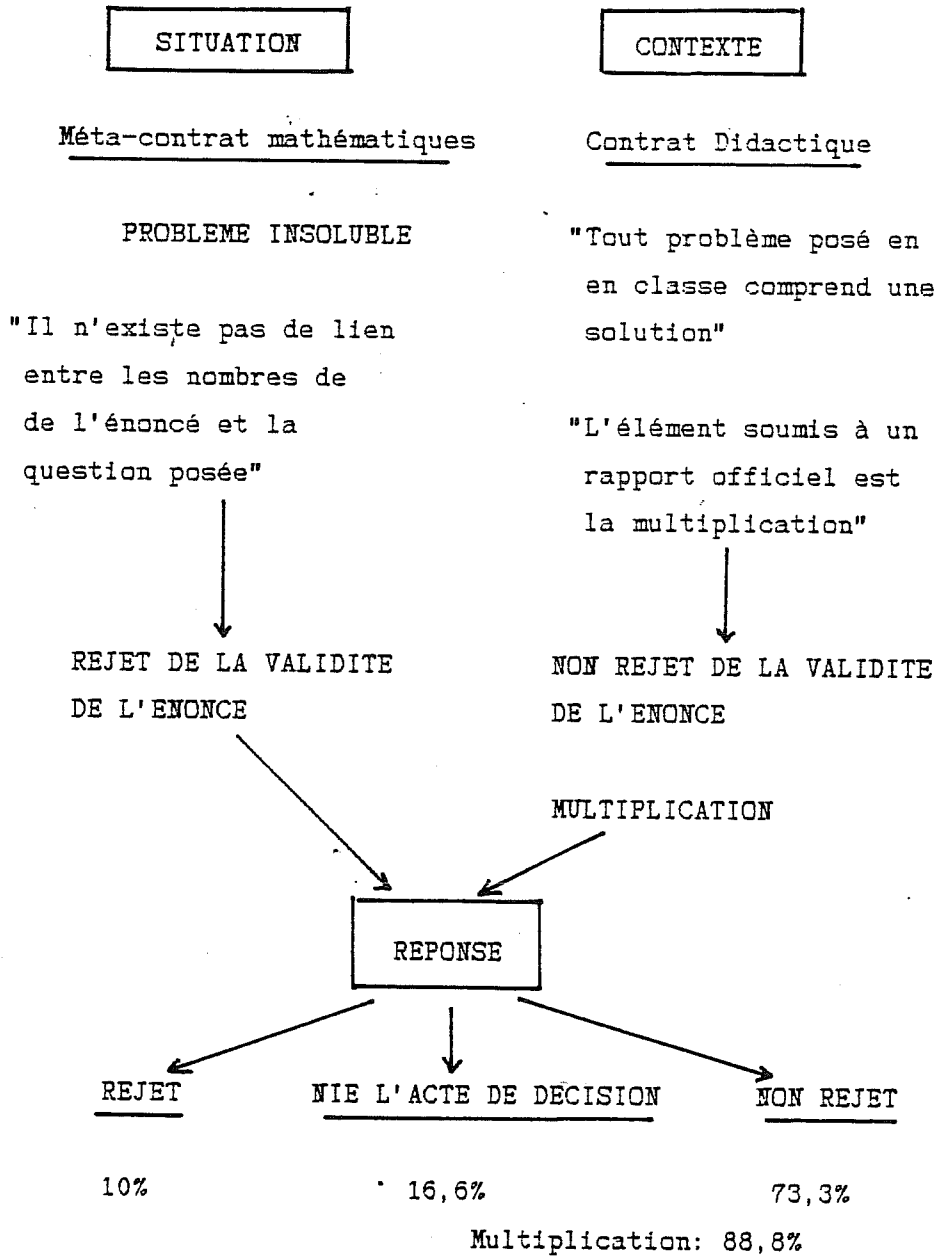 SITUATION
CONTEXTE
Méta-contrat mathématiques
Contrat Didactique
PROBLEME INSOLUBLE
"Il n'existe pas de lien
entre les nombres de
de l'énoncé et la
question posée"
"Tout problème posé en
en classe comprend une
solution"
"L'élément soumis à un
rapport officiel est
la multiplication"
REJET DE LA VALIDITE
DE L'ENONCE
NON REJET DE LA VALIDITE
DE L'ENONCE
MULTIPLICATION
REPONSE
REJET
NIE L'ACTE DE DECISION
NON REJET
10%
16,6%
73,3%
Multiplication: 88,8%